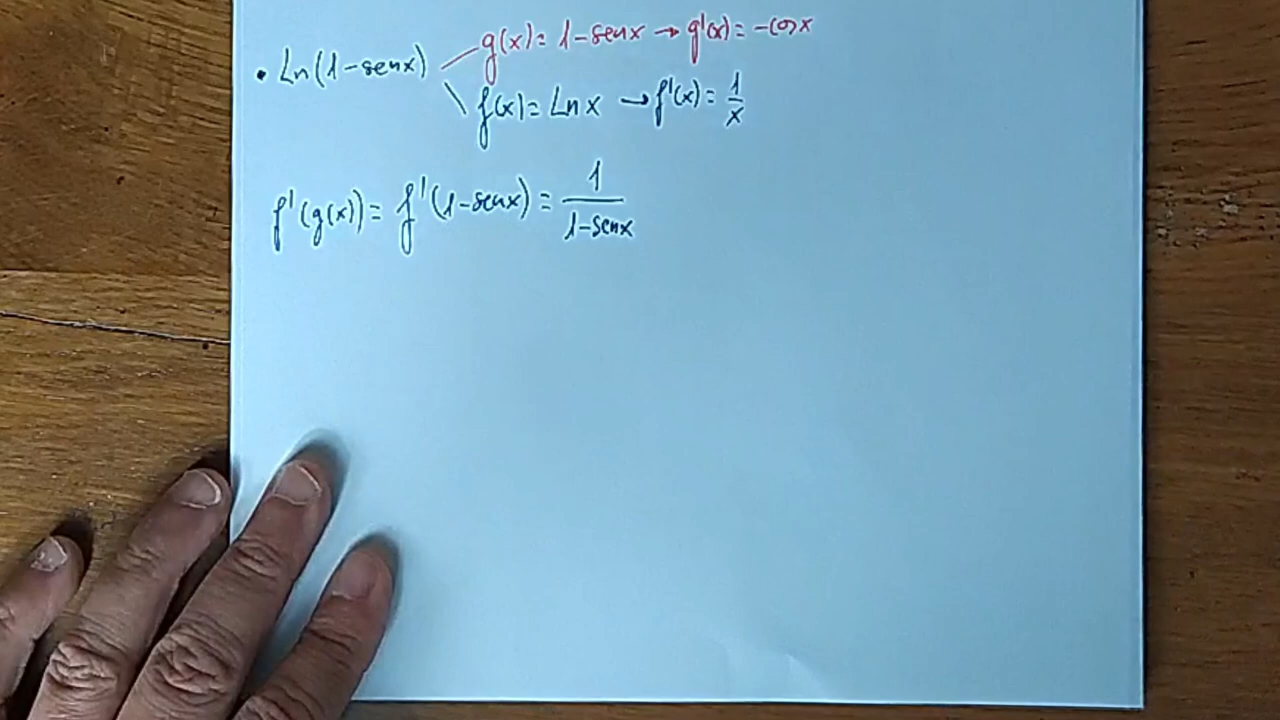 g(x) = 1 - senx → g'(x) = - cosx
• Ln(1 - senx)
f(x) = Ln x → f'(x) = 1/x
f'(g(x)) = f'(1 - senx) = 1/(1 - senx)